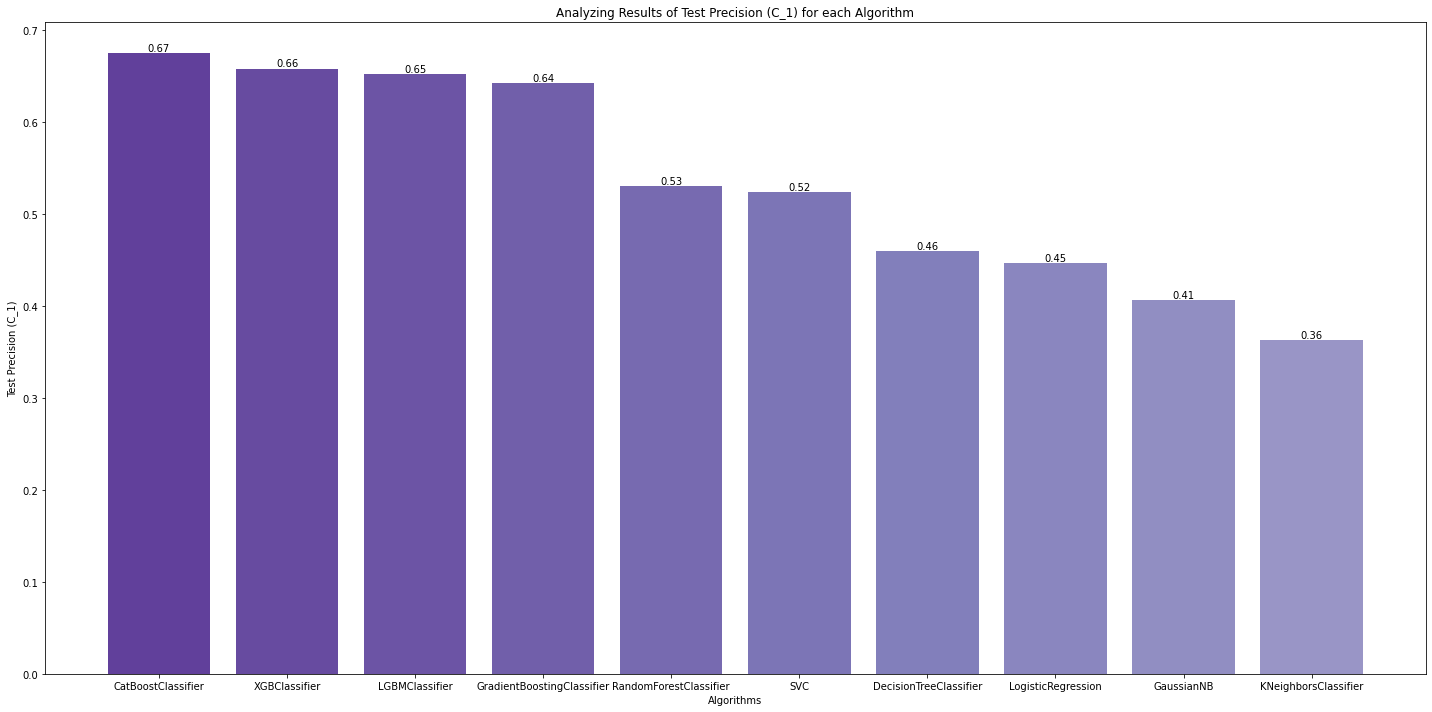 Analyzing Results of Test Precision (C_1) for each Algorithm
Test Precision (C_1)
0.7
0.6
0.5
0.4
0.3
0.2
0.1
0.0
0.67
0.66
0.65
0.64
0.53
0.52
0.46
0.45
0.41
0.36
CatBoostClassifier
XGBClassifier
LGBMClassifier
GradientBoostingClassifier
RandomForestClassifier
SVC
DecisionTreeClassifier
LogisticRegression
GaussianNB
KNeighborsClassifier
Algorithms